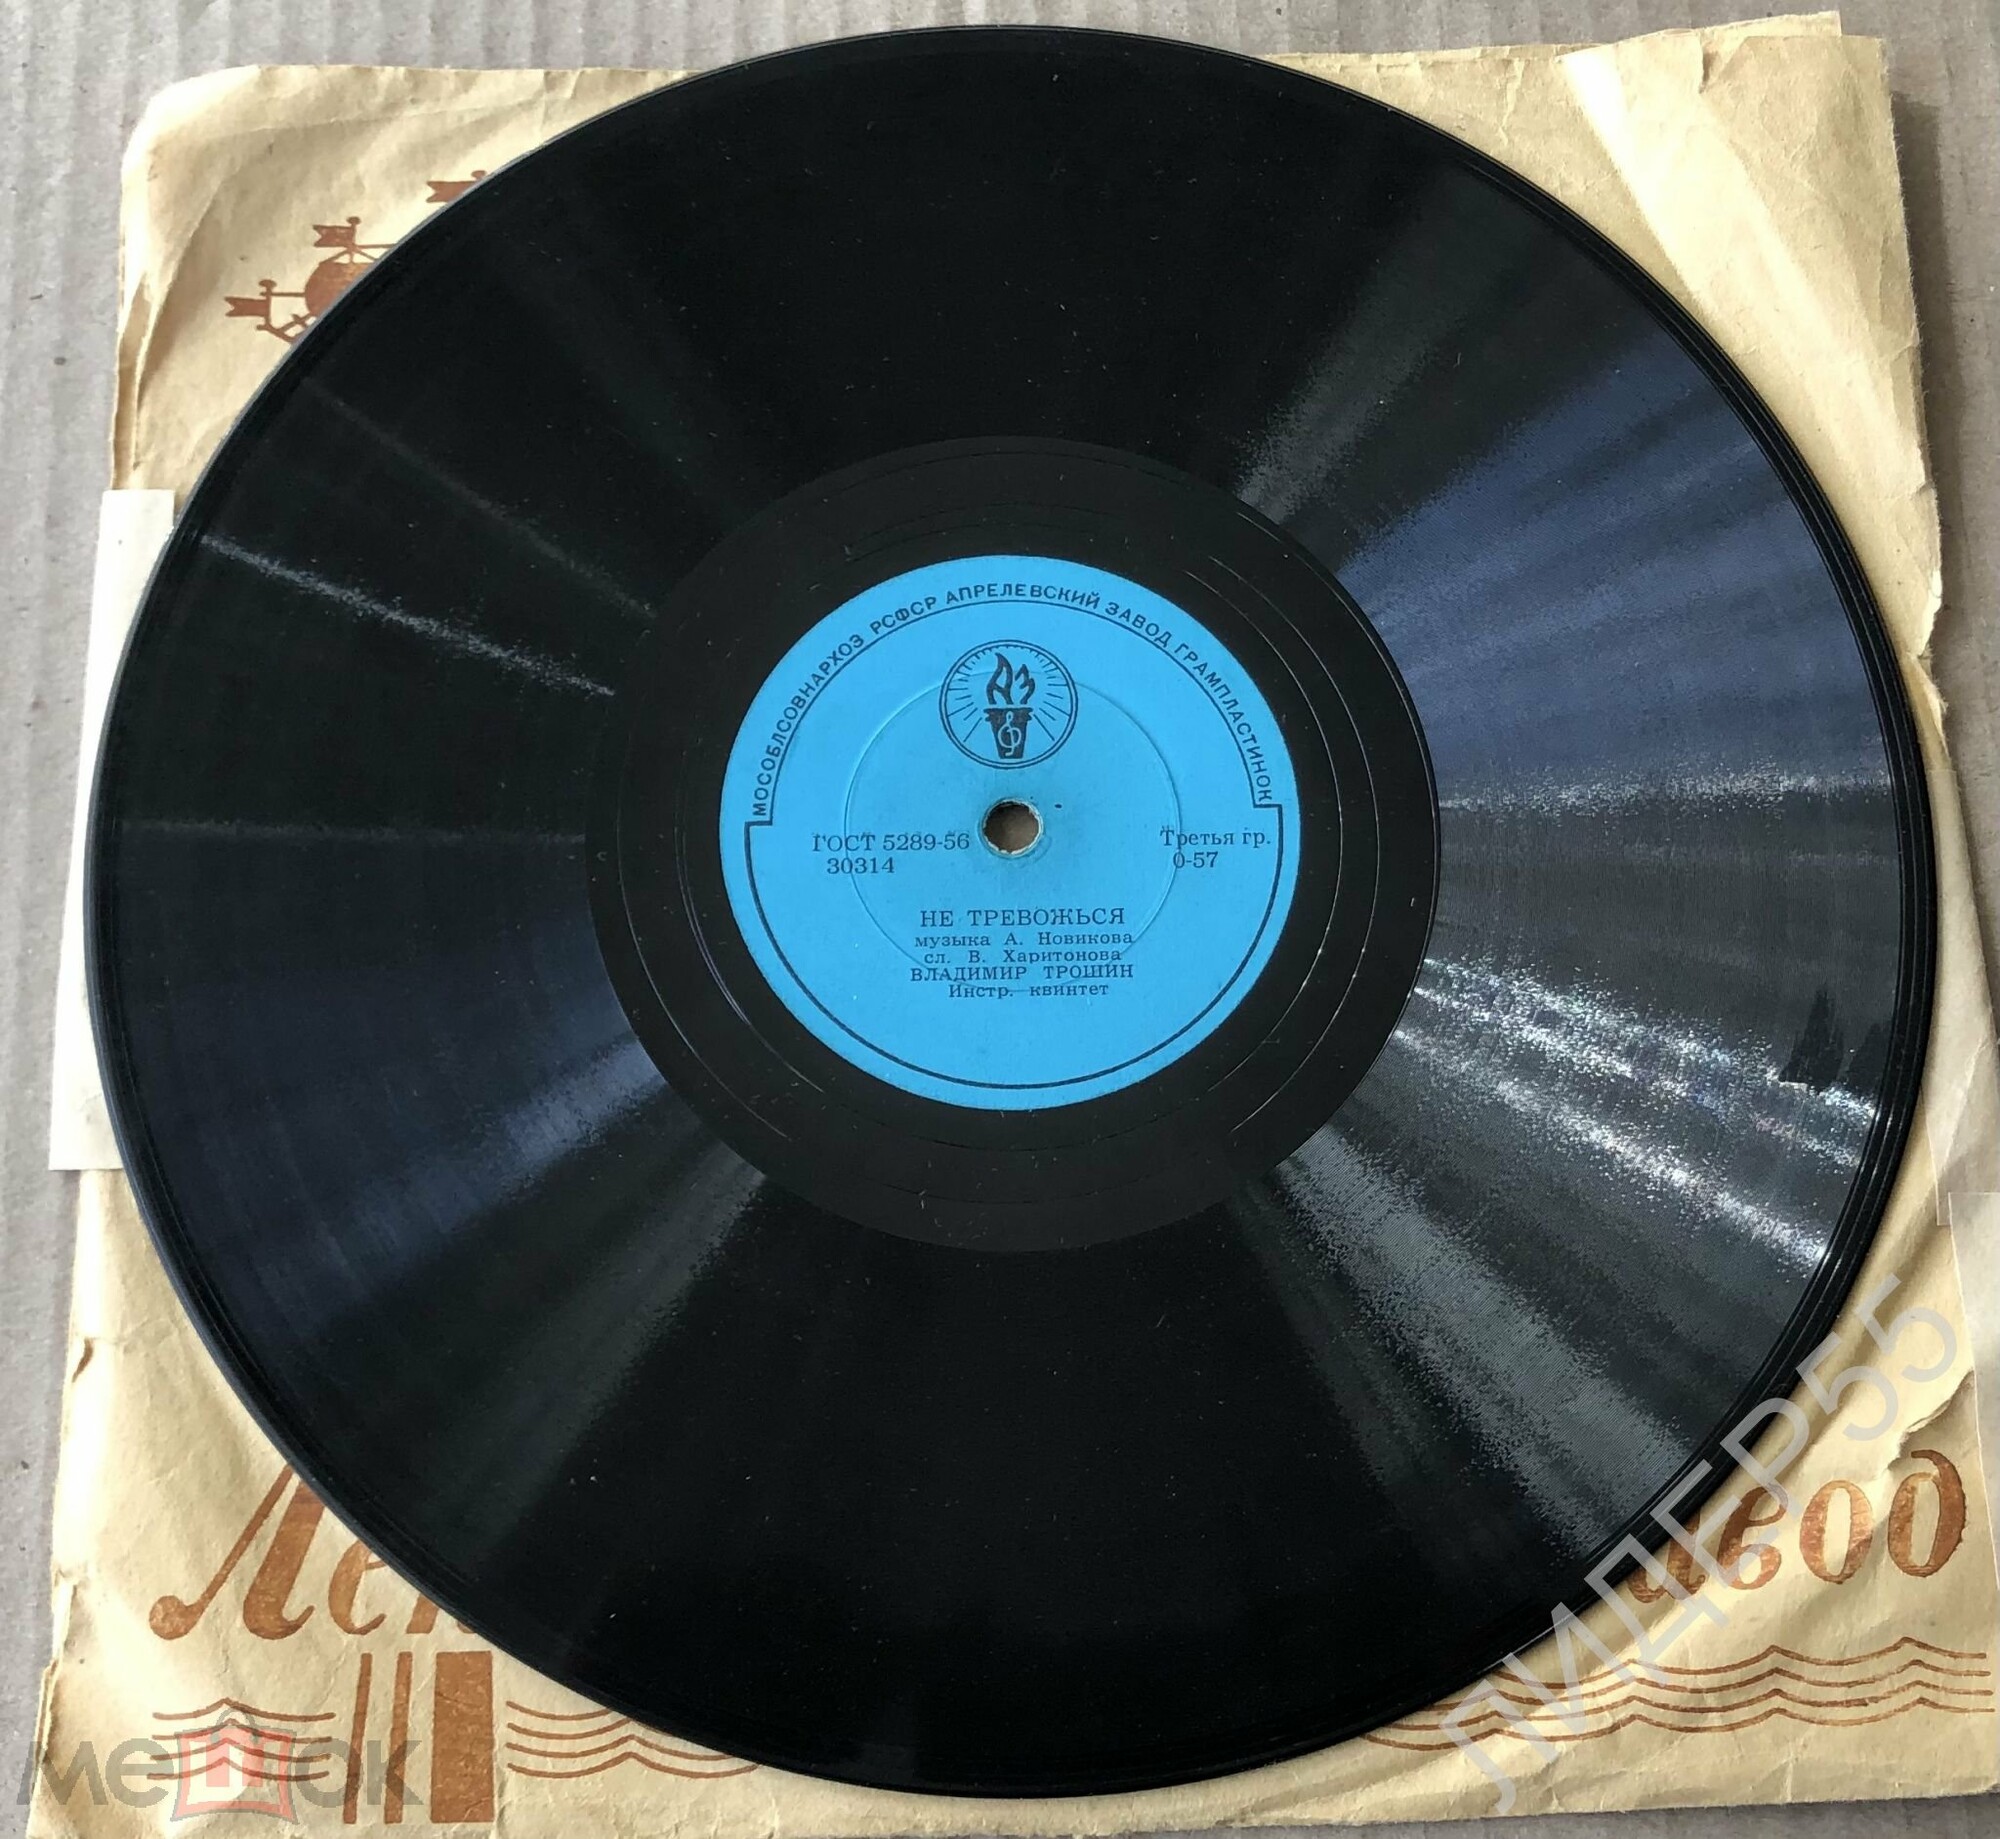 МОСОБЛСОВНАРХОЗ РСФСР АПРЕЛЕВСКИЙ ЗАВОД ГРАМПЛАСТИНОК
АЗ
ГОСТ 5289-56
30314
Третья гр.
0-57
НЕ ТРЕВОЖЬСЯ
музыка А. Новикова
сл. В. Харитонова
ВЛАДИМИР ТРОШИН
Инстр. квинтет
ЛИДЕР55
мешок